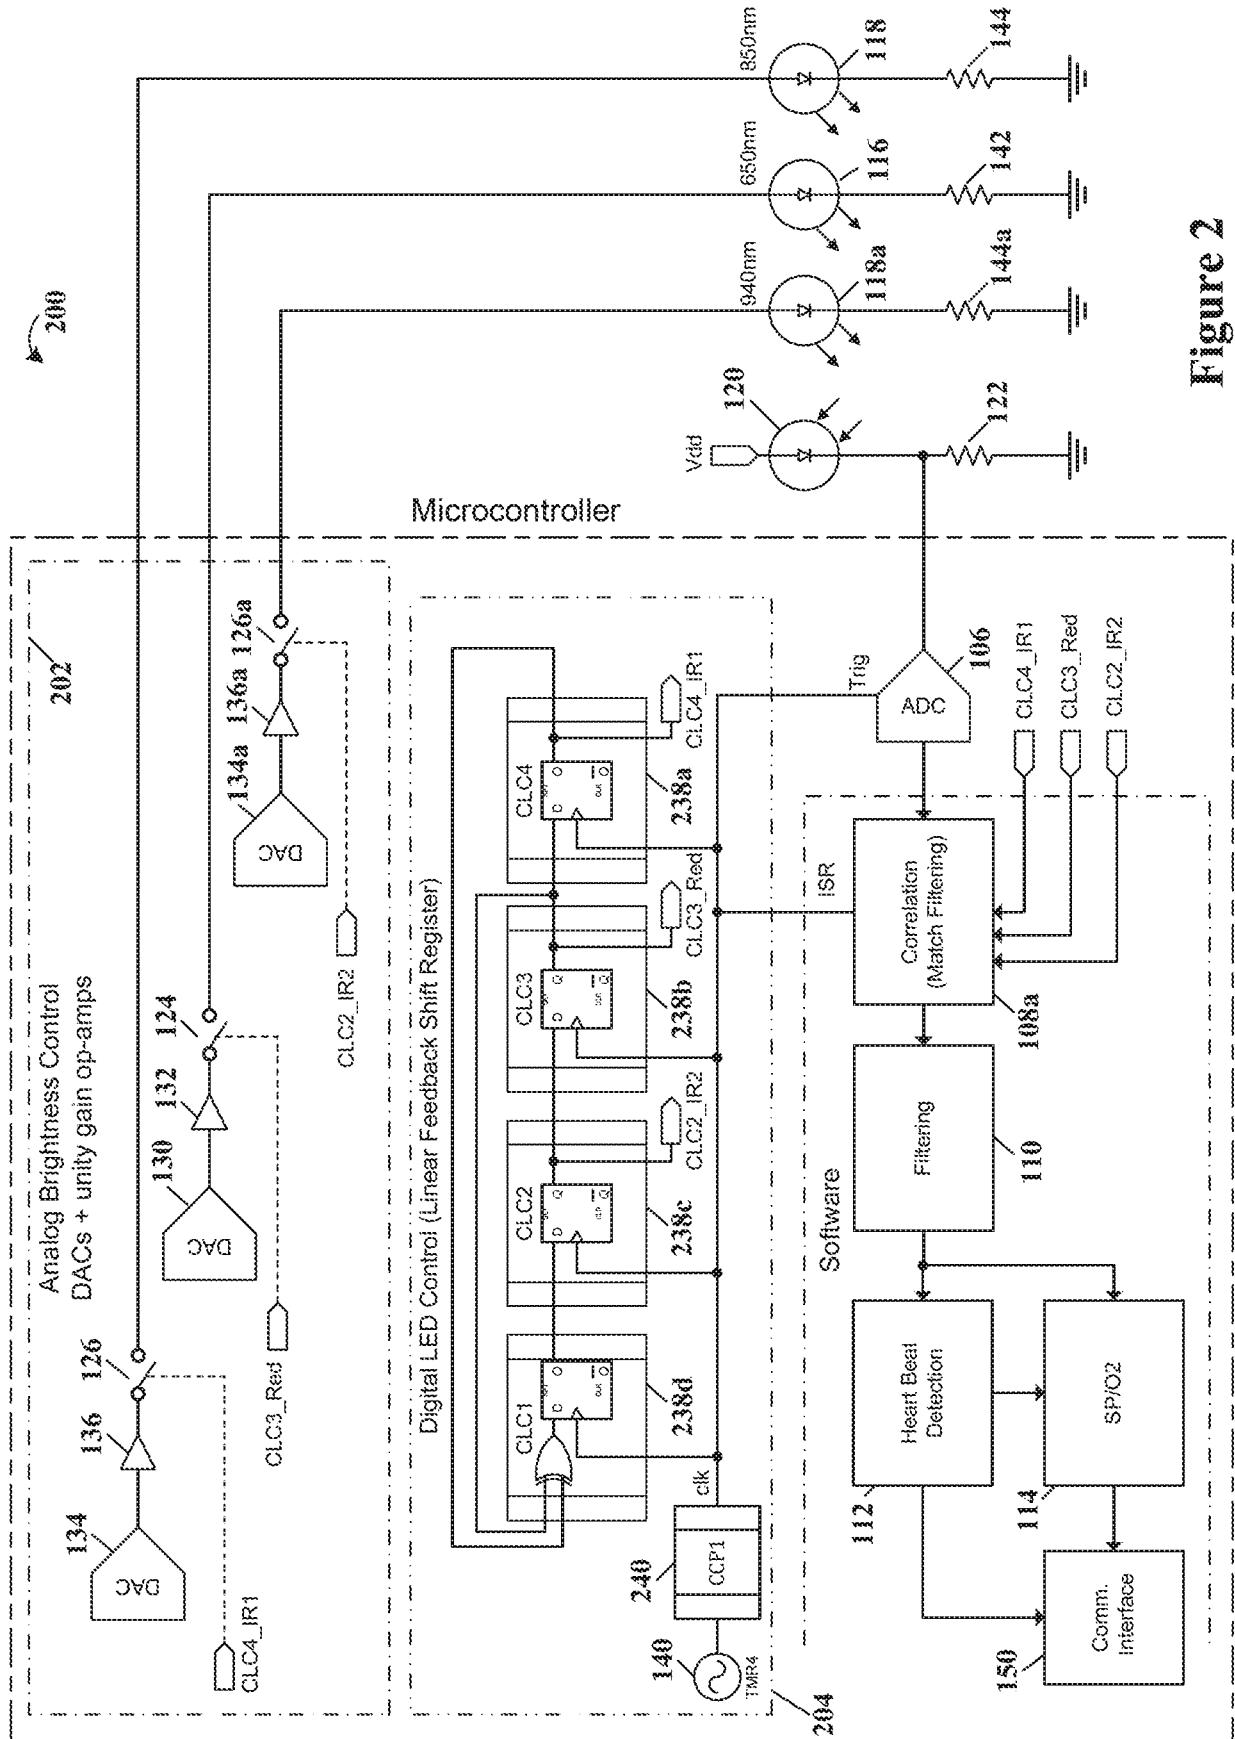 200
202
Analog Brightness Control
DACs + unity gain op-amps
134
DAC
136
126
CLC4_IR1
130
DAC
132
124
CLC3_Red
134a
DAC
136a
126a
CLC2_IR2
Microcontroller
850nm
118
144
650nm
116
142
940nm
118a
144a
Vdd
120
122
Digital LED Control (Linear Feedback Shift Register)
CLC1
D
Q
238d
CLC2
D
Q
Q
238c
CLC2_IR2
CLC3
D
Q
Q
238b
CLC3_Red
CLC4
D
Q
Q
238a
CLC4_IR1
140
TMR4
240
CCP1
clk
204
Trig
ADC
106
CLC4_IR1
CLC3_Red
CLC2_IR2
ISR
Software
Correlation
(Match Filtering)
108a
Filtering
110
Heart Beat
Detection
112
SP/O2
114
Comm.
Interface
150
Figure 2